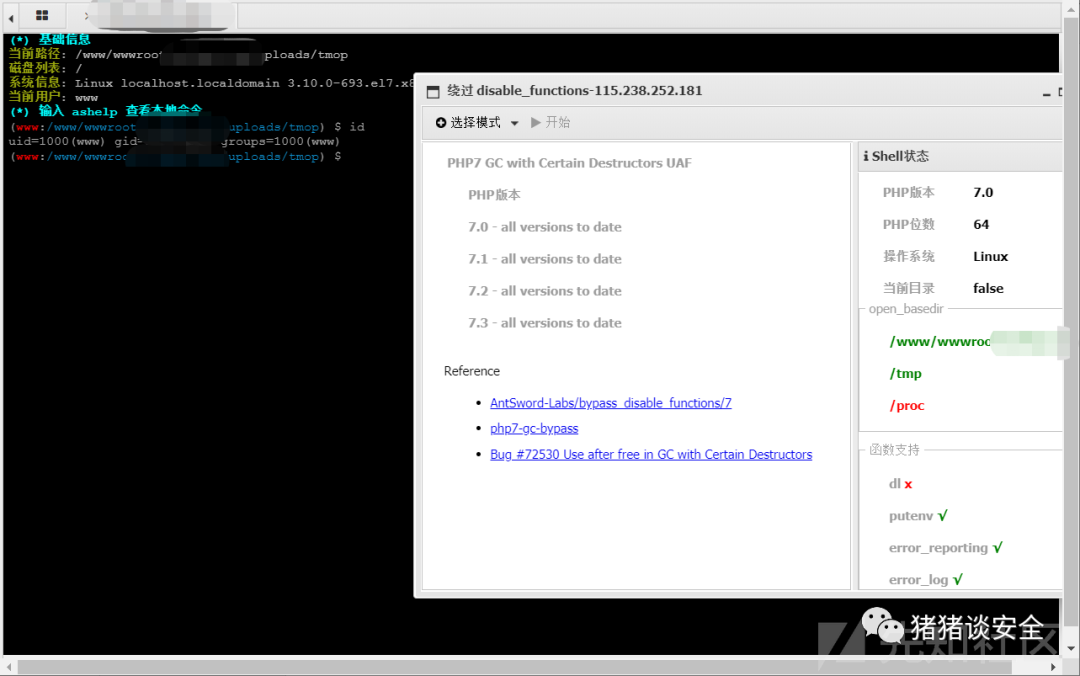 (*) 基础信息
当前路径: /www/wwwroot ploads/tmop
磁盘列表: /
系统信息: Linux localhost.localdomain 3.10.0-693.el7.x8
当前用户: www
(*) 输入 ashelp 查看本地命令
(www:/www/wwwroot uploads/tmop) $ id
uid=1000(www) gid= groups=1000(www)
(www:/www/wwwroo uploads/tmop) $
绕过 disable_functions-115.238.252.181
选择模式 开始
PHP7 GC with Certain Destructors UAF
PHP版本
7.0 - all versions to date
7.1 - all versions to date
7.2 - all versions to date
7.3 - all versions to date
Reference
• AntSword-Labs/bypass_disable_functions/7
• php7-gc-bypass
• Bug #72530 Use after free in GC with Certain Destructors
Shell状态
PHP版本 7.0
PHP位数 64
操作系统 Linux
当前目录 false
open_basedir
/www/wwwroo
/tmp
/proc
函数支持
dl x
putenv √
error_reporting √
error_log √
猪猪谈安全
先知社区